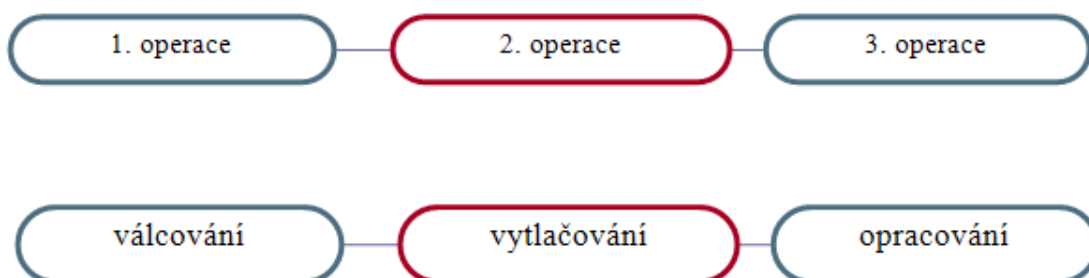 1. operace 2. operace 3. operace
válcování vytlačování opracování